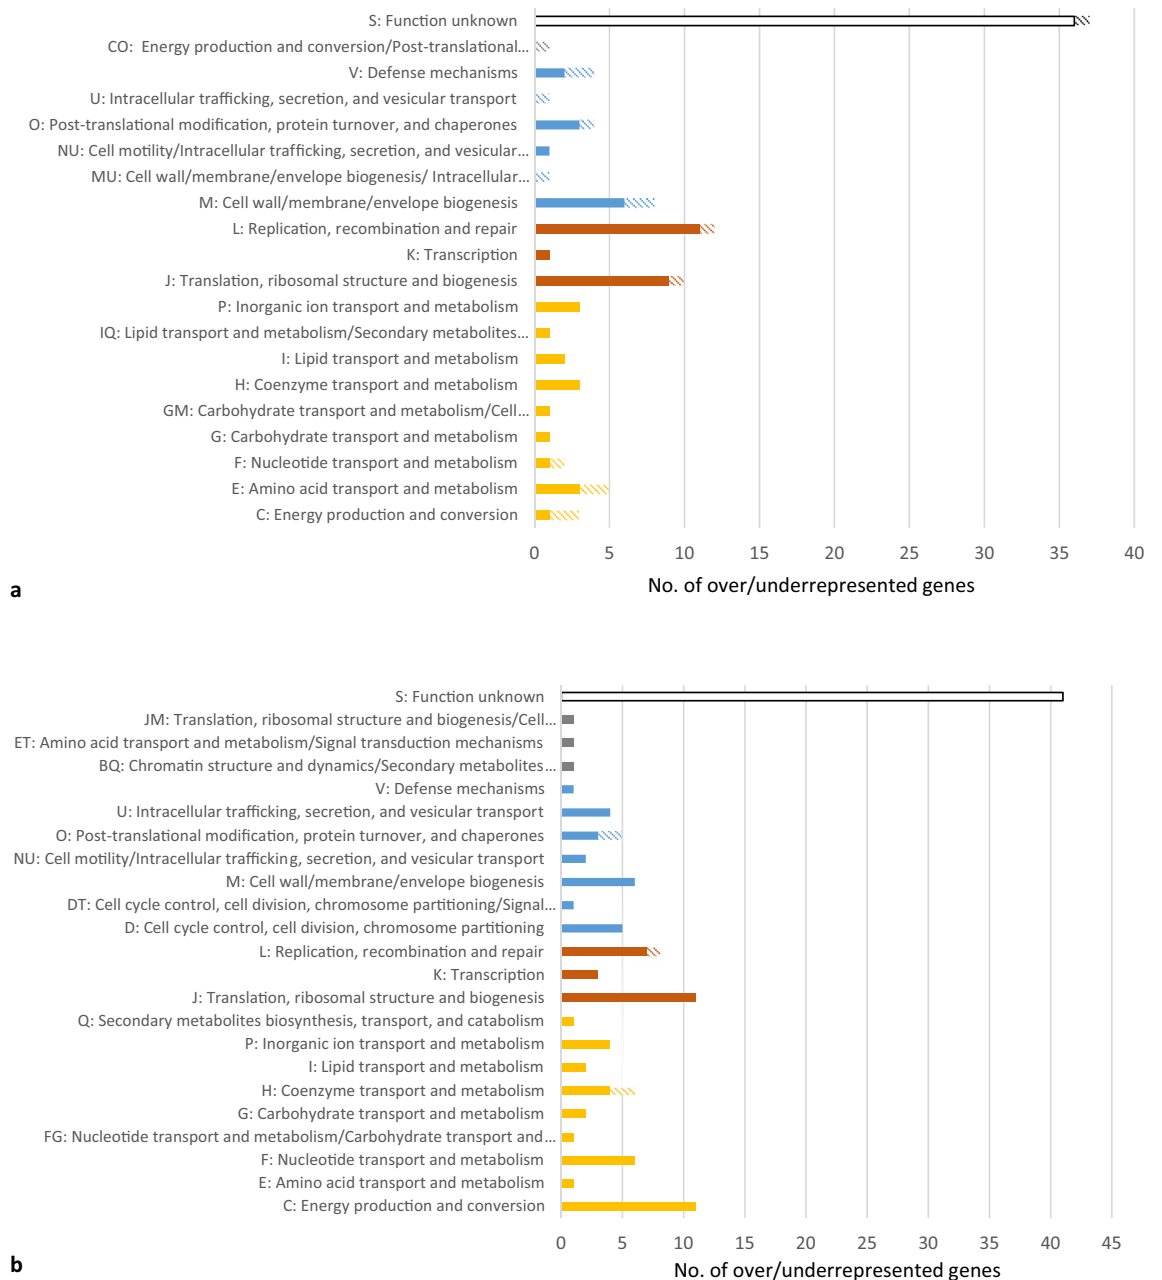 S: Function unknown
CO:  Energy production and conversion/Post-translational...
V: Defense mechanisms
U: Intracellular trafficking, secretion, and vesicular transport
O: Post-translational modification, protein turnover, and chaperones
NU: Cell motility/Intracellular trafficking, secretion, and vesicular...
MU: Cell wall/membrane/envelope biogenesis/ Intracellular...
M: Cell wall/membrane/envelope biogenesis
L: Replication, recombination and repair
K: Transcription
J: Translation, ribosomal structure and biogenesis
P: Inorganic ion transport and metabolism
IQ: Lipid transport and metabolism/Secondary metabolites...
I: Lipid transport and metabolism
H: Coenzyme transport and metabolism
GM: Carbohydrate transport and metabolism/Cell...
G: Carbohydrate transport and metabolism
F: Nucleotide transport and metabolism
E: Amino acid transport and metabolism
C: Energy production and conversion
0 5 10 15 20 25 30 35 40
No. of over/underrepresented genes
a
S: Function unknown
JM: Translation, ribosomal structure and biogenesis/Cell...
ET: Amino acid transport and metabolism/Signal transduction mechanisms
BQ: Chromatin structure and dynamics/Secondary metabolites...
V: Defense mechanisms
U: Intracellular trafficking, secretion, and vesicular transport
O: Post-translational modification, protein turnover, and chaperones
NU: Cell motility/Intracellular trafficking, secretion, and vesicular transport
M: Cell wall/membrane/envelope biogenesis
DT: Cell cycle control, cell division, chromosome partitioning/Signal...
D: Cell cycle control, cell division, chromosome partitioning
L: Replication, recombination and repair
K: Transcription
J: Translation, ribosomal structure and biogenesis
Q: Secondary metabolites biosynthesis, transport, and catabolism
P: Inorganic ion transport and metabolism
I: Lipid transport and metabolism
H: Coenzyme transport and metabolism
G: Carbohydrate transport and metabolism
FG: Nucleotide transport and metabolism/Carbohydrate transport and...
F: Nucleotide transport and metabolism
E: Amino acid transport and metabolism
C: Energy production and conversion
0 5 10 15 20 25 30 35 40 45
No. of over/underrepresented genes
b